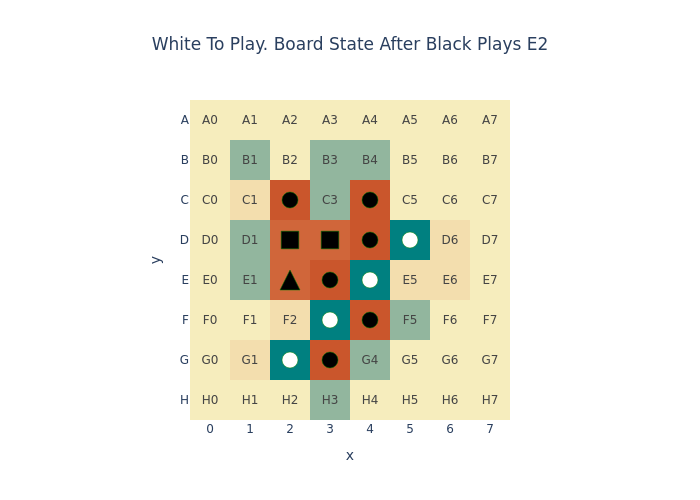 White To Play. Board State After Black Plays E2
A A0 A1 A2 A3 A4 A5 A6 A7
B B0 B1 B2 B3 B4 B5 B6 B7
C C0 C1 C3 C5 C6 C7
D D0 D1 D6 D7
y
E E0 E1 E5 E6 E7
F F0 F1 F2 F5 F6 F7
G G0 G1 G4 G5 G6 G7
H H0 H1 H2 H3 H4 H5 H6 H7
0 1 2 3 4 5 6 7
x